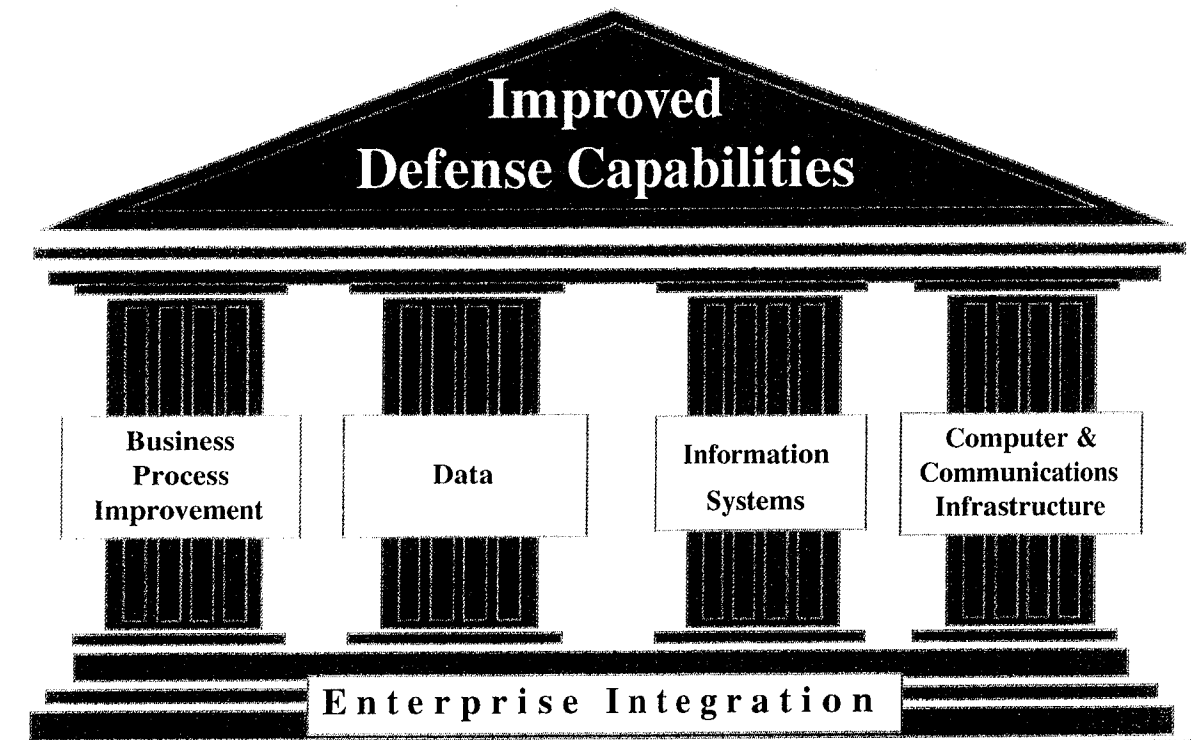 Improved
Defense Capabilities
Business
Process
Improvement
Data
Information
Systems
Computer &
Communications
Infrastructure
Enterprise Integration